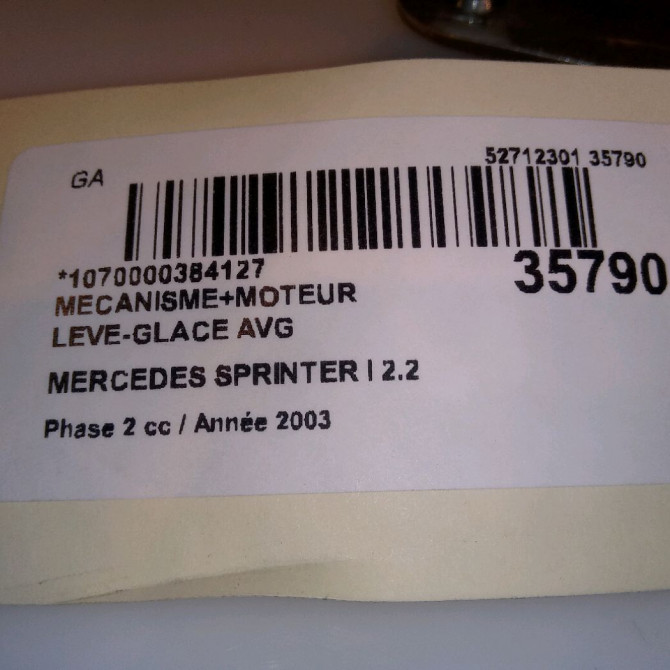 52712301 35790
GA
*1070000384127
35790
MECANISME+MOTEUR
LEVE-GLACE AVG
MERCEDES SPRINTER I 2.2
Phase 2 cc / Année 2003